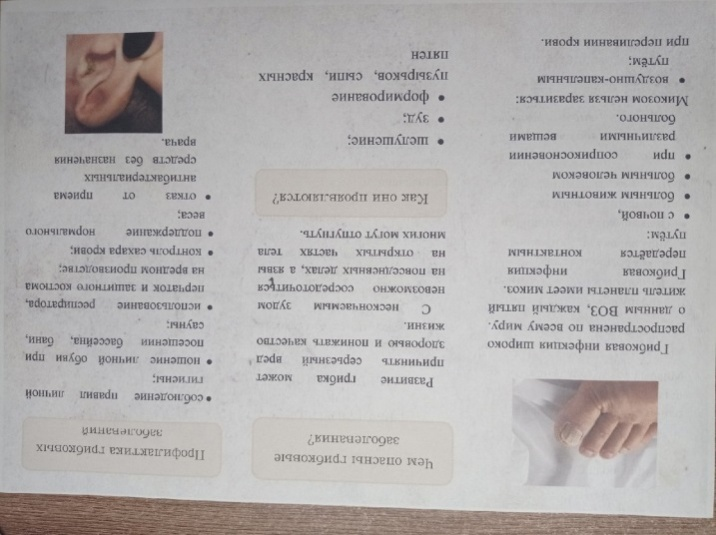 Грибковая инфекция широко
распространена по всему миру.
о данным ВОЗ, каждый пятый
житель планеты имеет микоз.
Грибковая инфекция
передаётся контактным
путём:
• с почвой,
• больным животным
• больным человеком
• при соприкосновении
различными вещами
больного.
Микозом нельзя заразиться:
• воздушно-капельным
путём;
при переливании крови.
Чем опасны грибковые
заболевания?
Развитие грибка может
причинять серьезный вред
здоровью и понижать качество
жизни.
С нескончаемым зудом
невозможно сосредоточиться
на повседневных делах, а язвы
на открытых частях тела
многих могут отпугнуть.
Как они проявляются?
• шелушение;
• зуд;
• формирование
пузырьков, сыпи, красных
пятен
Профилактика грибковых
заболеваний
• соблюдение правил личной
гигиены;
• ношение личной обуви при
посещении бассейна, бани,
сауны;
• использование респиратора,
перчаток и защитного костюма
на вредном производстве;
• контроль сахара крови;
• поддержание нормального
веса;
• отказ от приема
антибактериальных
средств без назначения
врача.